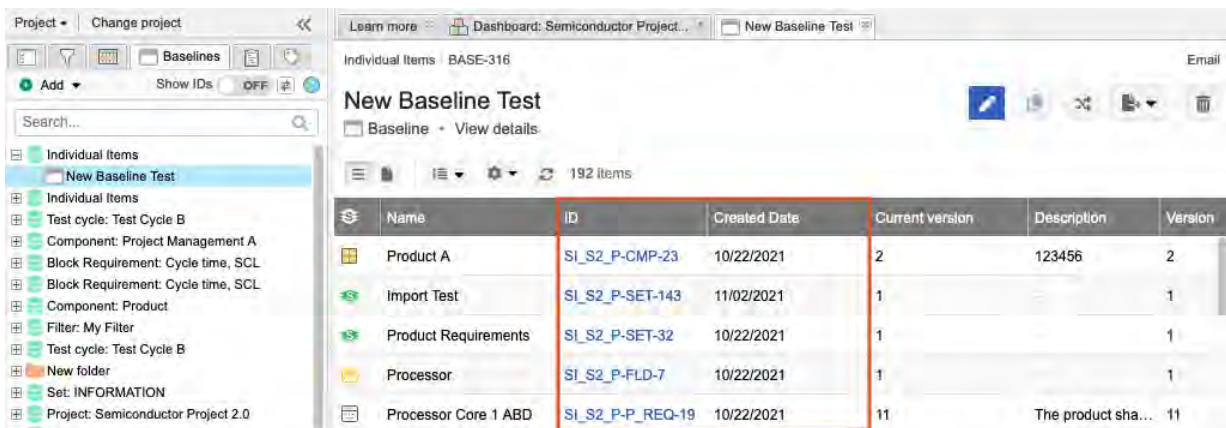 Project Change project
Baselines
Add Show IDs OFF
Search...
Individual Items
New Baseline Test
Individual Items
Test cycle: Test Cycle B
Component: Project Management A
Block Requirement: Cycle time, SCL
Block Requirement: Cycle time, SCL
Component: Product
Filter: My Filter
Test cycle: Test Cycle B
New folder
Set: INFORMATION
Project: Semiconductor Project 2.0
Learn more Dashboard: Semiconductor Project... New Baseline Test
Individual Items BASE-316 Email
New Baseline Test
Baseline • View details
192 items
Name ID Created Date Current version Description Version
Product A SI_S2_P-CMP-23 10/22/2021 2 123456 2
Import Test SI_S2_P-SET-143 11/02/2021 1 1
Product Requirements SI_S2_P-SET-32 10/22/2021 1 1
Processor SI_S2_P-FLD-7 10/22/2021 1 1
Processor Core 1 ABD SI_S2_P-P_REQ-19 10/22/2021 11 The product sha... 11